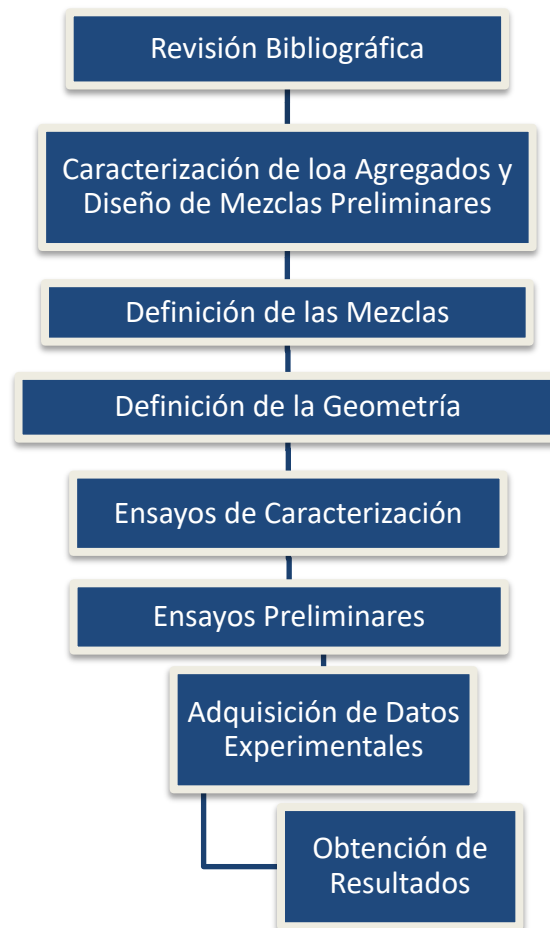 Revisión Bibliográfica
Caracterización de loa Agregados y
Diseño de Mezclas Preliminares
Definición de las Mezclas
Definición de la Geometría
Ensayos de Caracterización
Ensayos Preliminares
Adquisición de Datos
Experimentales
Obtención de
Resultados